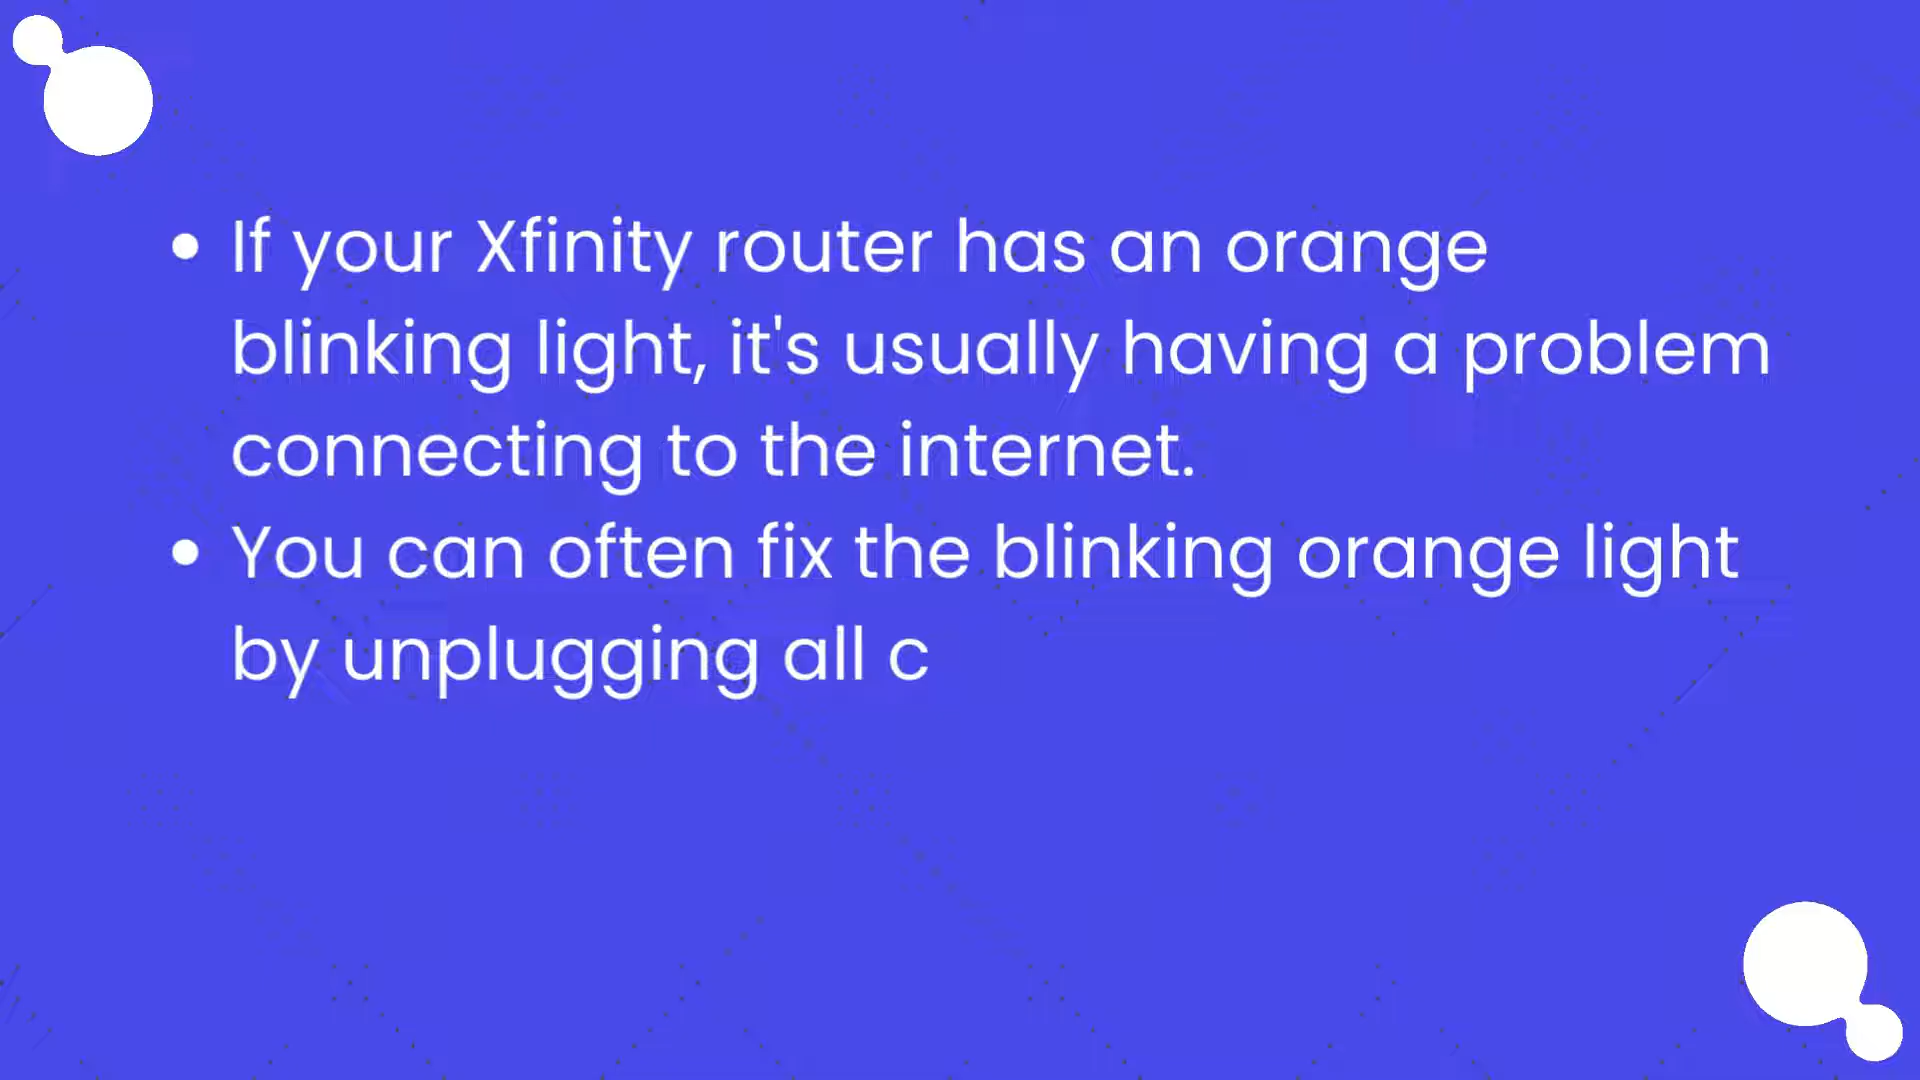 • If your Xfinity router has an orange
blinking light, it's usually having a problem
connecting to the internet.
• You can often fix the blinking orange light
by unplugging all c